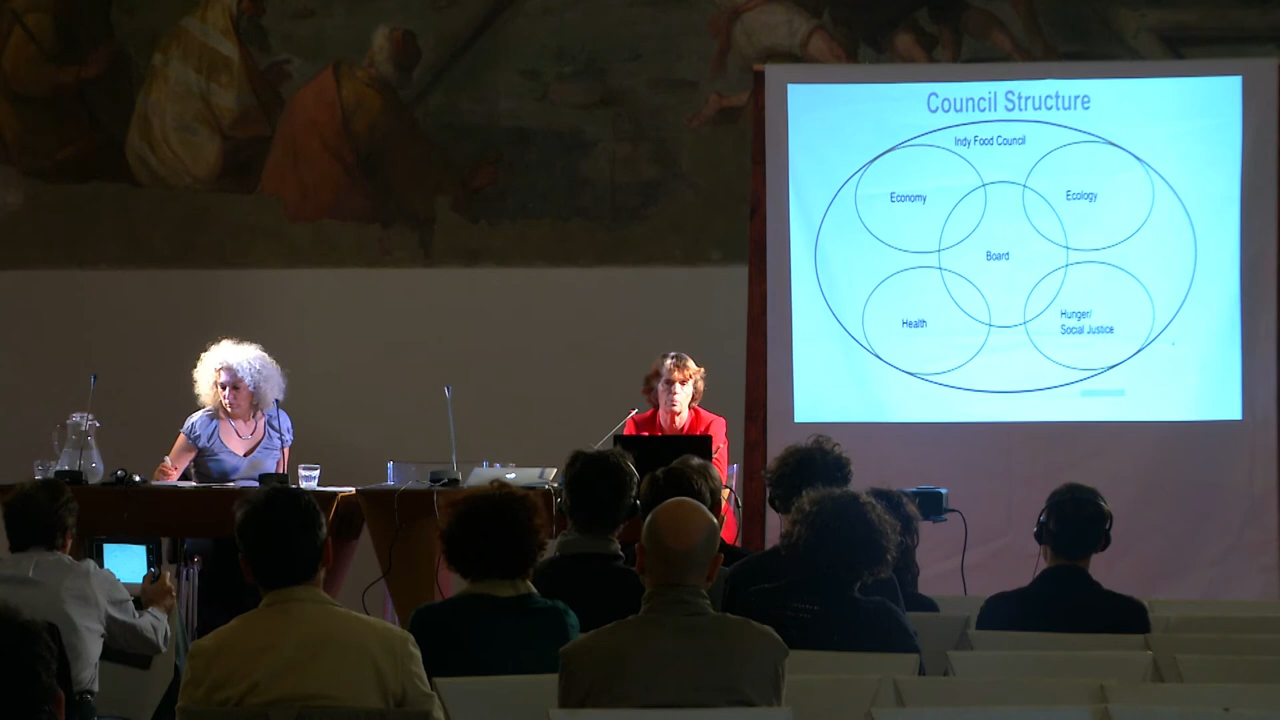 Council Structure
Indy Food Council
Economy
Ecology
Board
Health
Hunger/
Social Justice